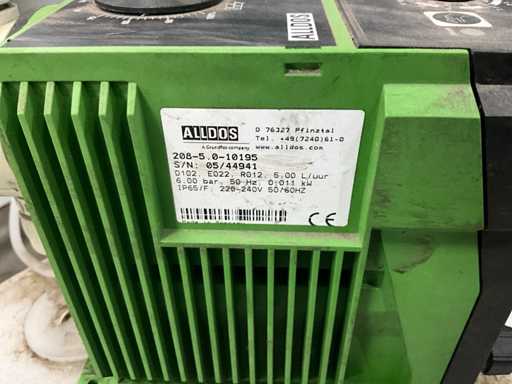 ALLDOS
ALLDOS
A Grundfos company
D 76327 Pfinztal
Tel. +49(7240)61-0
www.alldos.com
208-5.0-10195
S/N: 05/44941
D102, E022, R012, 5.00 L/uur
6.00 bar, 50 Hz, 0.011 kW
IP65/F, 220-240V 50/60HZ
CE